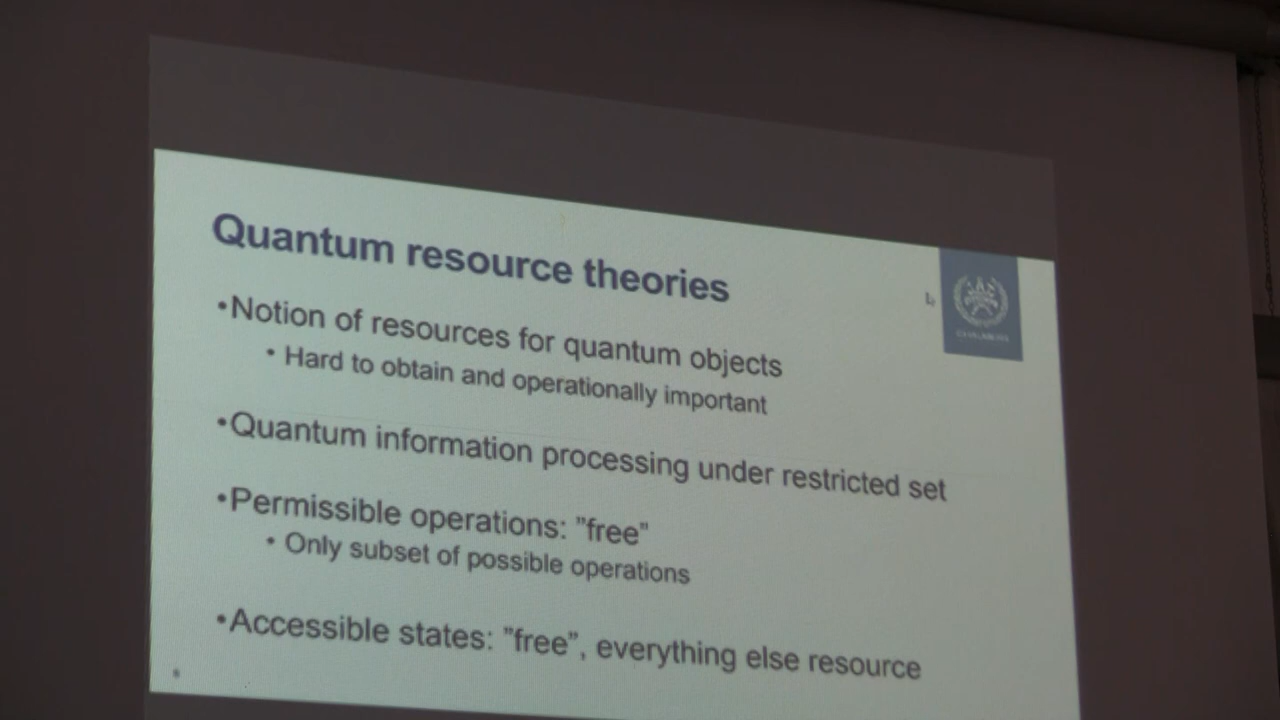 Quantum resource theories
•Notion of resources for quantum objects
• Hard to obtain and operationally important
•Quantum information processing under restricted set
•Permissible operations: ”free”
• Only subset of possible operations
•Accessible states: ”free”, everything else resource
CHALMERS